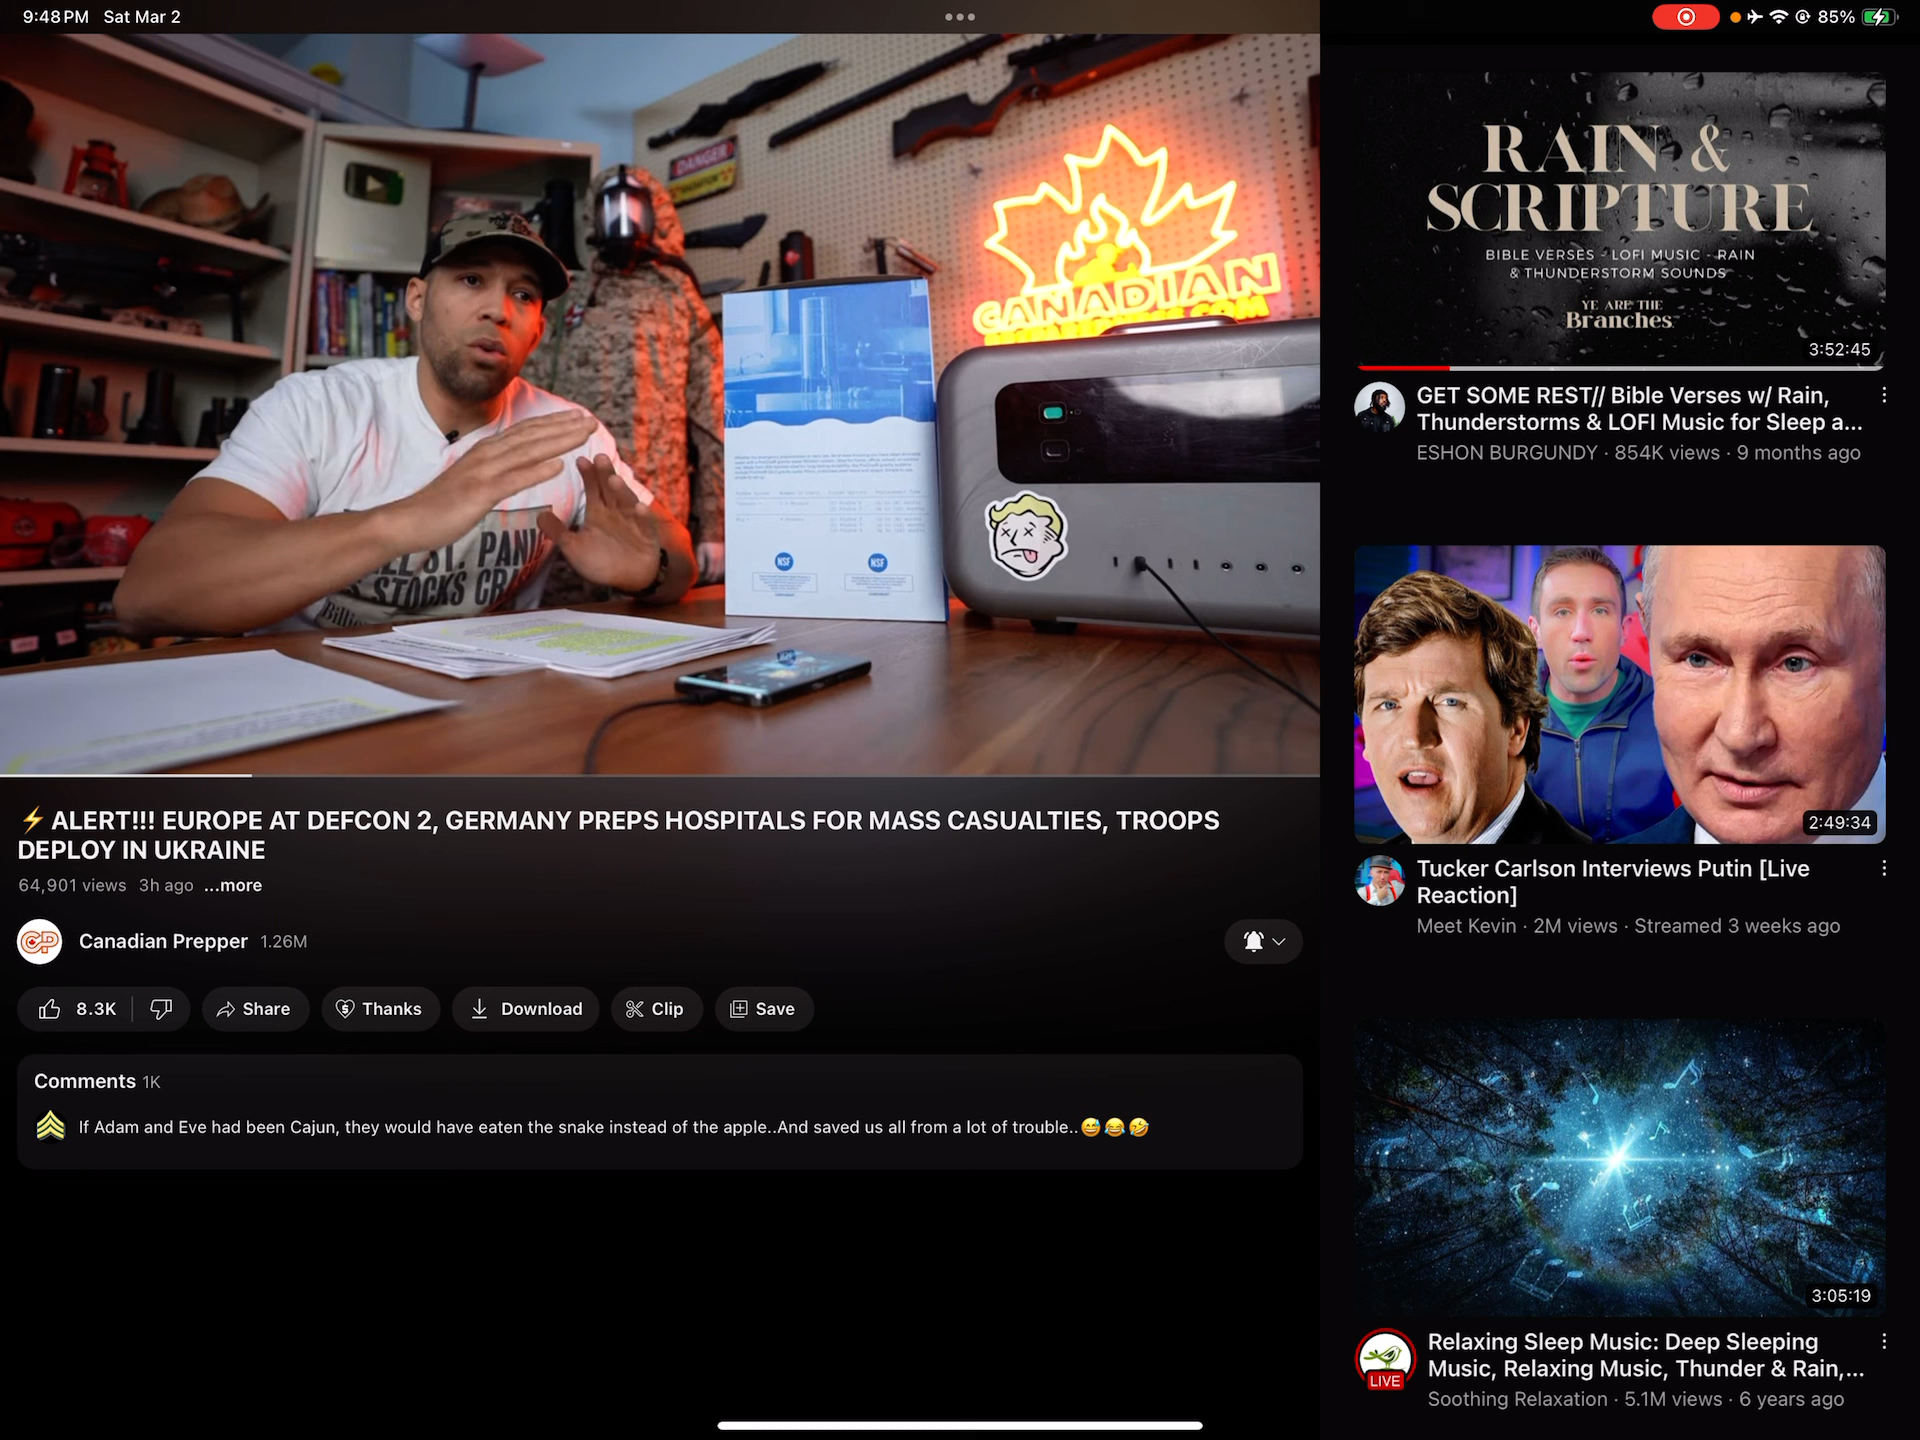 9:48 PM Sat Mar 2
85%
DANGER
CANADIAN
PANIC
STOCKS CRASH
NSF
NSF
⚡ ALERT!!! EUROPE AT DEFCON 2, GERMANY PREPS HOSPITALS FOR MASS CASUALTIES, TROOPS
DEPLOY IN UKRAINE
64,901 views 3h ago ...more
CP
Canadian Prepper 1.26M
8.3K
Share
Thanks
Download
Clip
Save
Comments 1K
If Adam and Eve had been Cajun, they would have eaten the snake instead of the apple..And saved us all from a lot of trouble..😅😂🤣
RAIN &
SCRIPTURE
BIBLE VERSES - LOFI MUSIC - RAIN
& THUNDERSTORM SOUNDS
YE ARE THE
Branches
3:52:45
GET SOME REST// Bible Verses w/ Rain,
Thunderstorms & LOFI Music for Sleep a...
ESHON BURGUNDY · 854K views · 9 months ago
2:49:34
Tucker Carlson Interviews Putin [Live
Reaction]
Meet Kevin · 2M views · Streamed 3 weeks ago
3:05:19
LIVE
Relaxing Sleep Music: Deep Sleeping
Music, Relaxing Music, Thunder & Rain,...
Soothing Relaxation · 5.1M views · 6 years ago